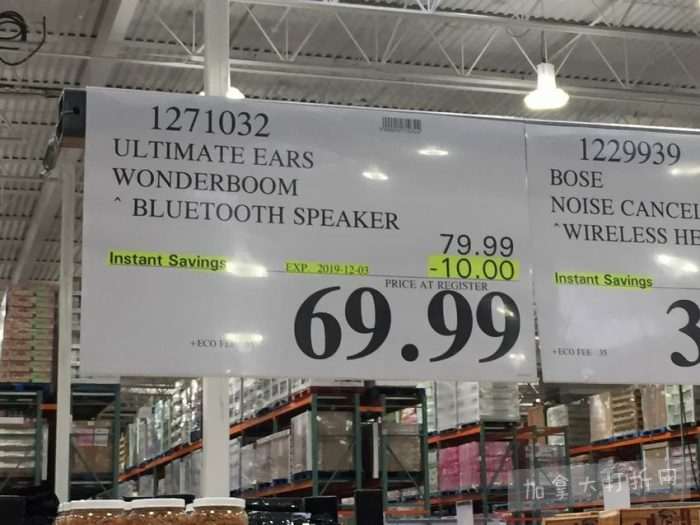 1271032
ULTIMATE EARS
WONDERBOOM
^ BLUETOOTH SPEAKER
79.99
Instant Savings EXP. 2019-12-03 -10.00
PRICE AT REGISTER
69.99
+ECO FEE .35
1229939
BOSE
NOISE CANCEL
^WIRELESS HE
Instant Savings
3
+ECO FEE .35
加拿大打折网